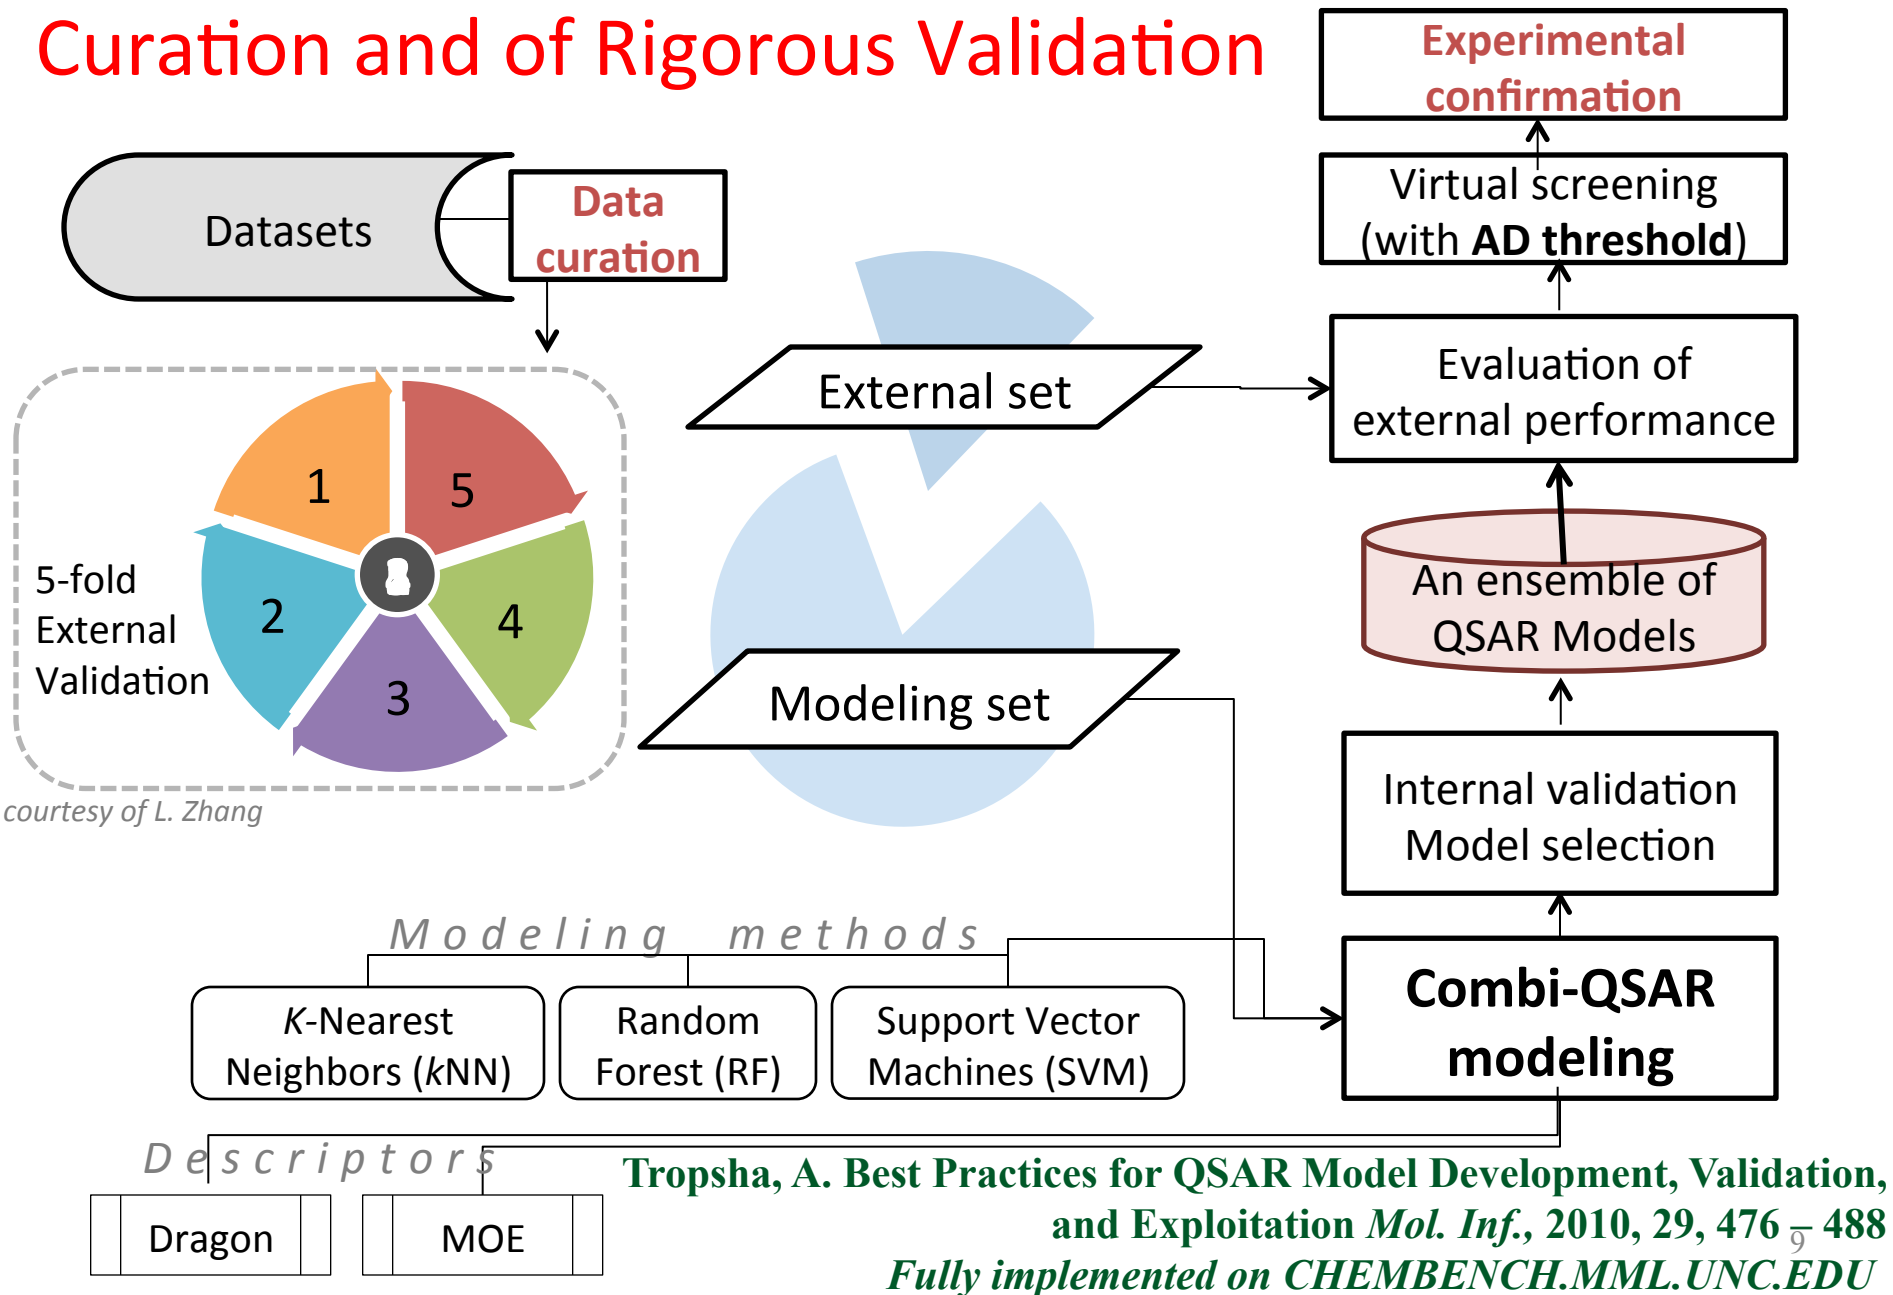 Curation and of Rigorous Validation
Experimental
confirmation
Virtual screening
(with AD threshold)
Datasets
Data
curation
External set
Evaluation of
external performance
1
5
2
4
3
5-fold
External
Validation
An ensemble of
QSAR Models
Modeling set
Internal validation
Model selection
courtesy of L. Zhang
Modeling methods
K-Nearest
Neighbors (kNN)
Random
Forest (RF)
Support Vector
Machines (SVM)
Combi-QSAR
modeling
Descriptors
Dragon
MOE
Tropsha, A. Best Practices for QSAR Model Development, Validation,
and Exploitation Mol. Inf., 2010, 29, 476 – 488
9
Fully implemented on CHEMBENCH.MML.UNC.EDU